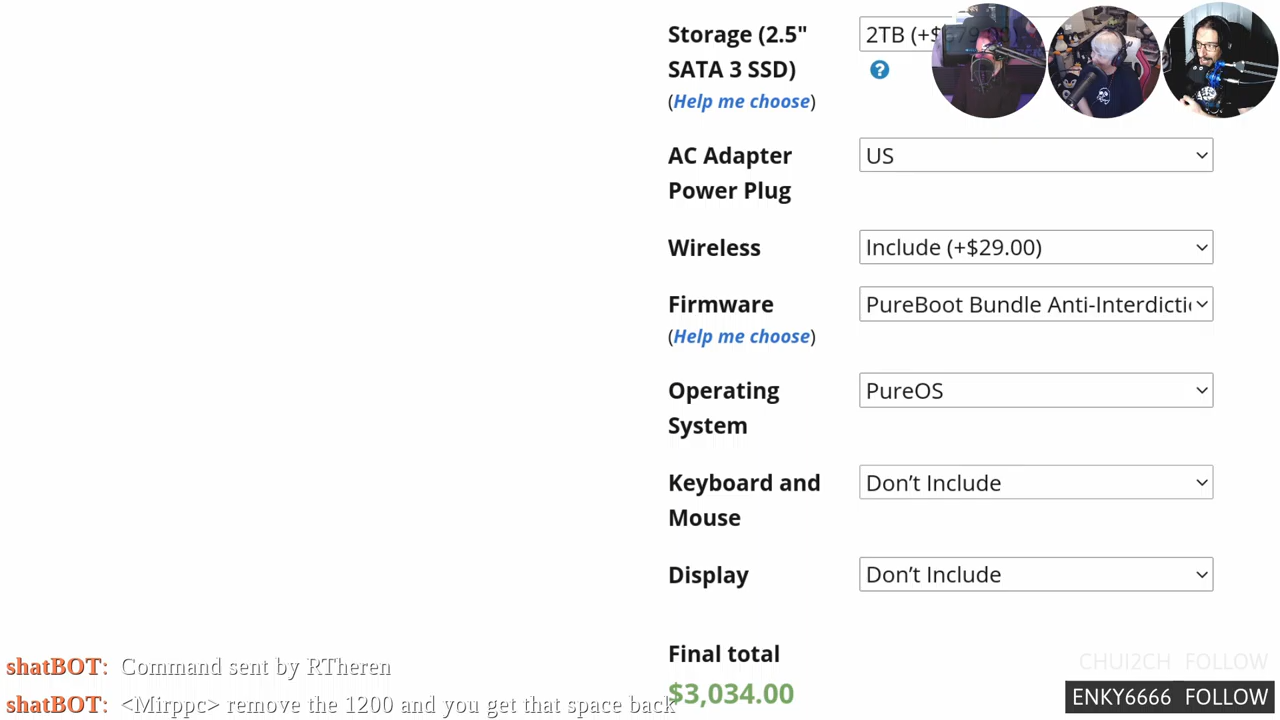 Storage (2.5"
SATA 3 SSD)
(Help me choose)
2TB (+$
?
AC Adapter
Power Plug
US
Wireless
Include (+$29.00)
Firmware
(Help me choose)
PureBoot Bundle Anti-Interdictio
Operating
System
PureOS
Keyboard and
Mouse
Don’t Include
Display
Don’t Include
Final total
$3,034.00
shatBOT: Command sent by RTheren
shatBOT: <Mirppc> remove the 1200 and you get that space back
CHUI2CH FOLLOW
ENKY6666 FOLLOW